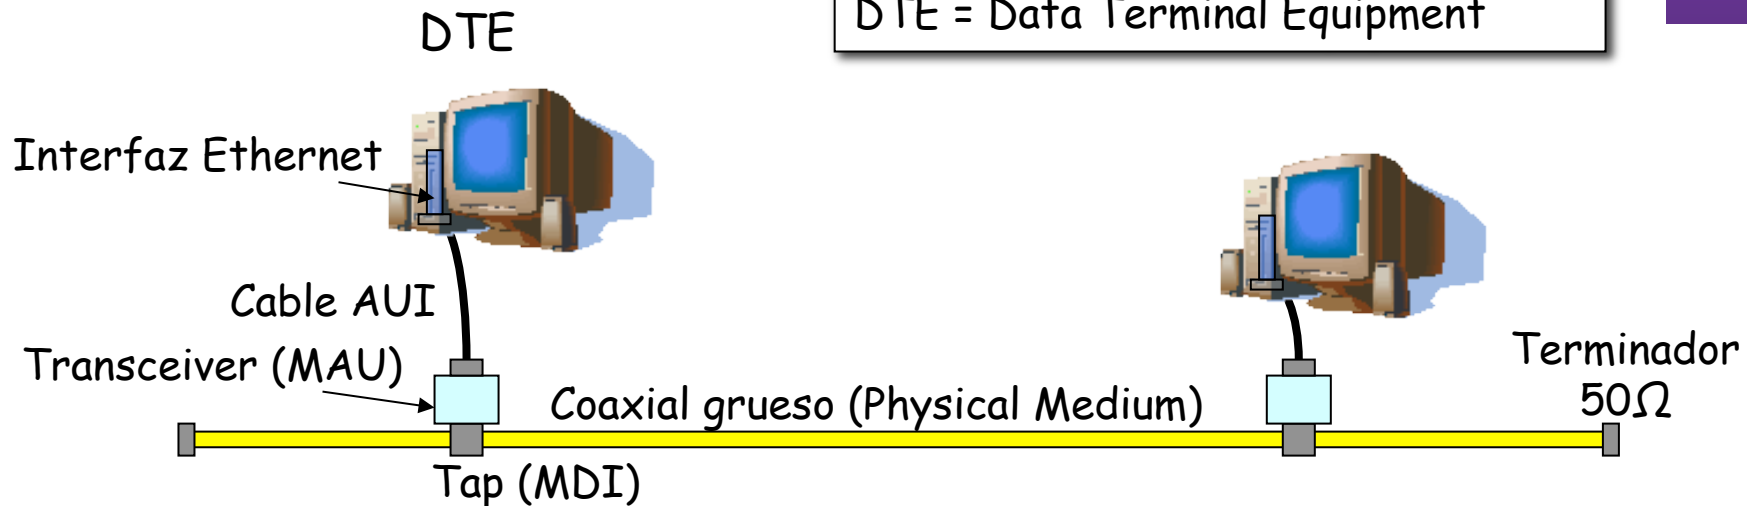 DTE = Data Terminal Equipment
DTE
Interfaz Ethernet
Cable AUI
Transceiver (MAU)
Coaxial grueso (Physical Medium)
Terminador
50Ω
Tap (MDI)